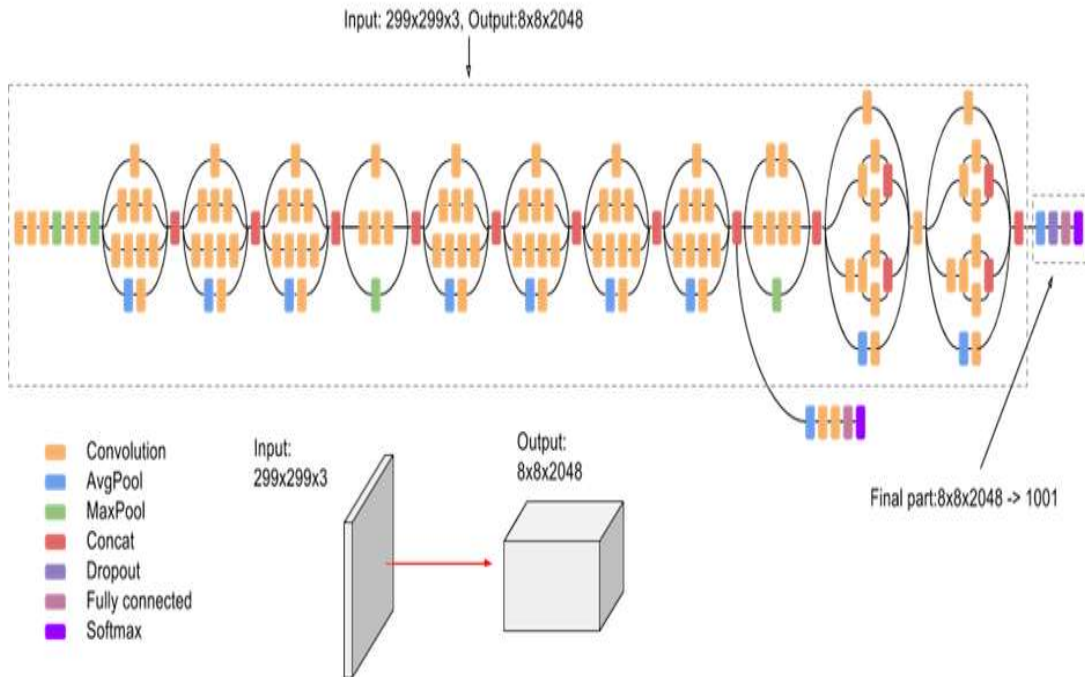 Input: 299x299x3, Output:8x8x2048
Input:
299x299x3
Output:
8x8x2048
Convolution
AvgPool
MaxPool
Concat
Dropout
Fully connected
Softmax
Final part:8x8x2048 -> 1001